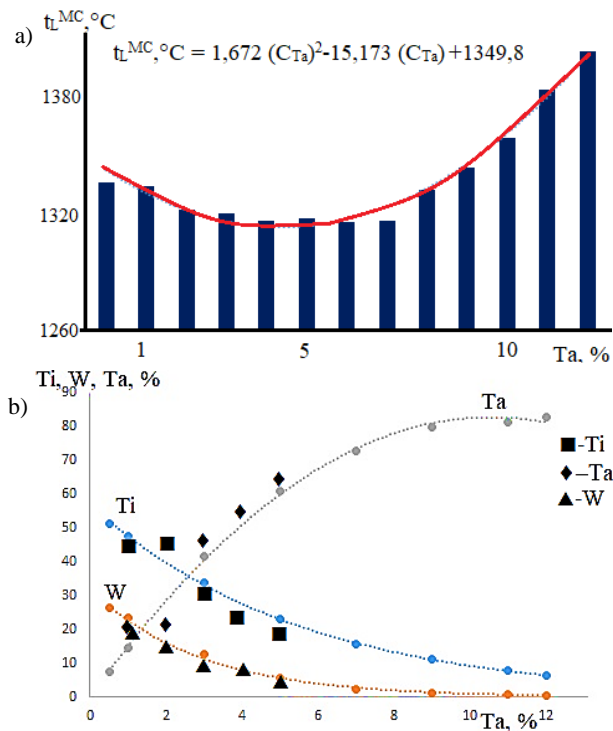 a)
t_L^MC,°C
t_L^MC,°C = 1,672 (C_Ta)^2-15,173 (C_Ta) +1349,8
1380
1320
1260
1
5
10
Ta, %
b)
Ti, W, Ta, %
90
80
70
60
50
40
30
20
10
0
Ta
Ti
W
■-Ti
♦–Ta
▲-W
0
2
4
6
8
10
12
Ta, %